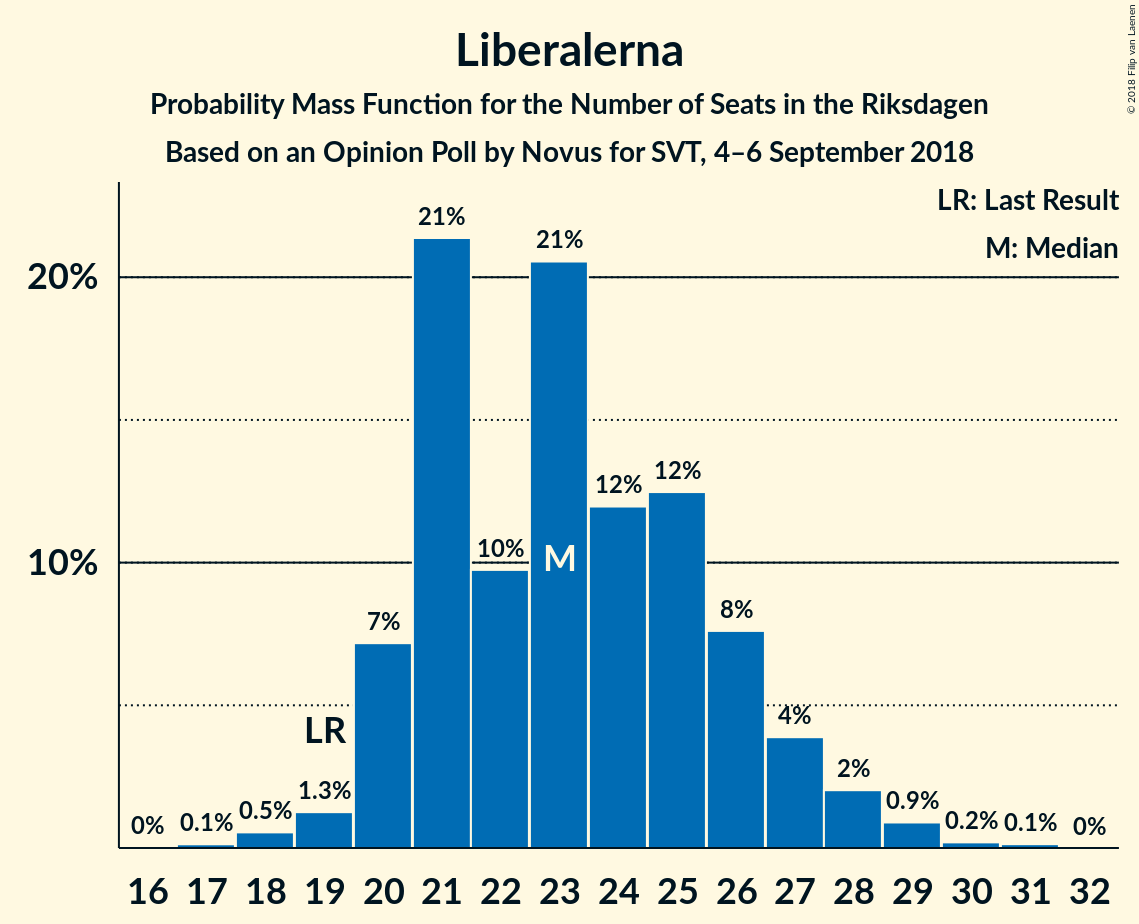 © 2018 Filip van Laenen
Liberalerna
Probability Mass Function for the Number of Seats in the Riksdagen
Based on an Opinion Poll by Novus for SVT, 4–6 September 2018
LR: Last Result
M: Median
20%
10%
0%
0.1%
0.5%
1.3%
LR
7%
21%
10%
21%
M
12%
12%
8%
4%
2%
0.9%
0.2%
0.1%
0%
16 17 18 19 20 21 22 23 24 25 26 27 28 29 30 31 32